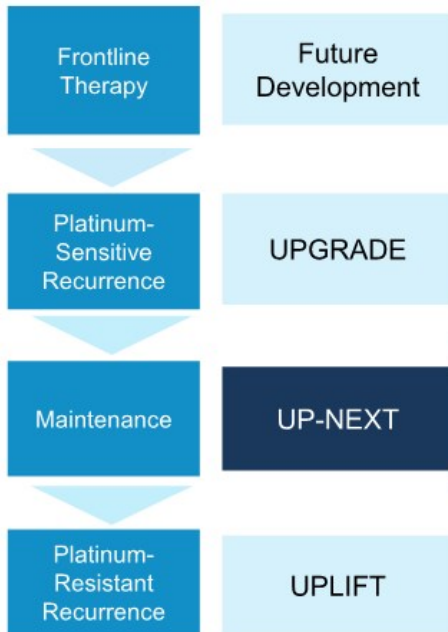 Frontline
Therapy
Future
Development
Platinum-
Sensitive
Recurrence
UPGRADE
Maintenance
UP-NEXT
Platinum-
Resistant
Recurrence
UPLIFT